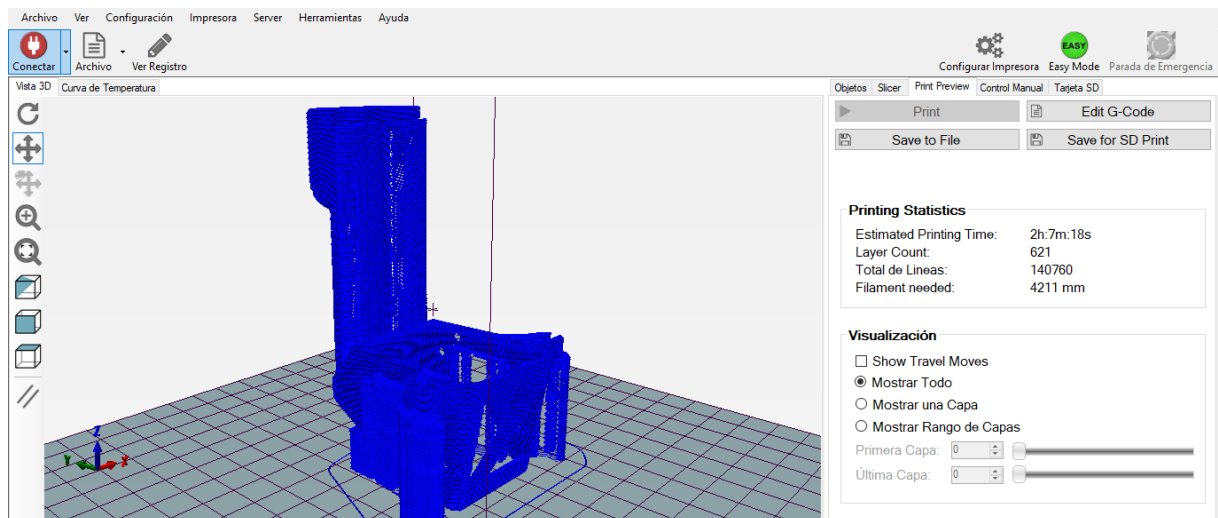 Archivo Ver Configuración Impresora Server Herramientas Ayuda
Conectar Archivo Ver Registro Configurar Impresora EASY Easy Mode Parada de Emergencia
Vista 3D Curva de Temperatura Objetos Slicer Print Preview Control Manual Tarjeta SD
Print Edit G-Code
Save to File Save for SD Print
Printing Statistics
Estimated Printing Time: 2h:7m:18s
Layer Count: 621
Total de Lineas: 140760
Filament needed: 4211 mm
Visualización
Show Travel Moves
Mostrar Todo
Mostrar una Capa
Mostrar Rango de Capas
Primera Capa: 0
Última Capa: 0
Z
Y X